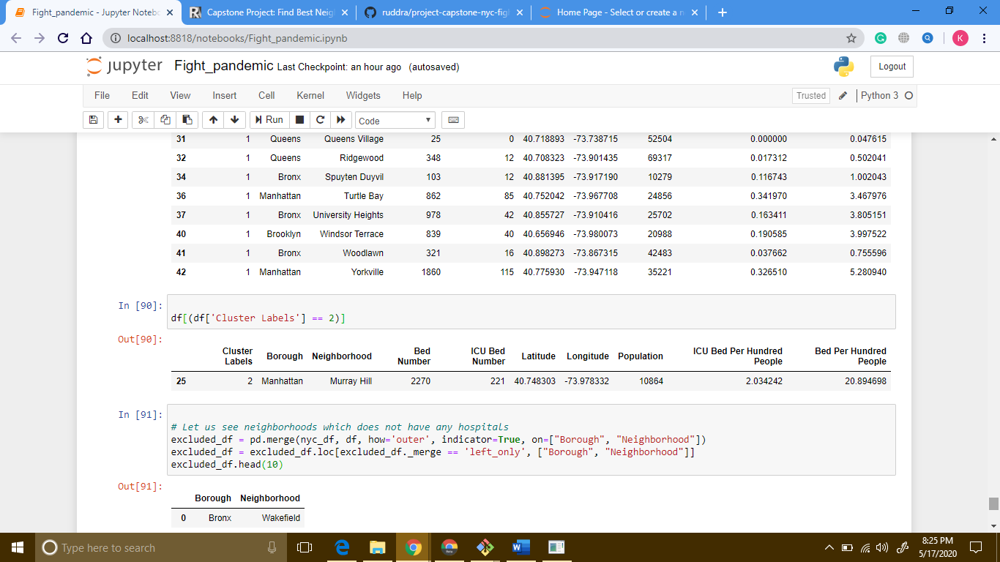 Fight_pandemic - Jupyter Notebo
Capstone Project: Find Best Neig
ruddra/project-capstone-nyc-figh
Home Page - Select or create a n
localhost:8818/notebooks/Fight_pandemic.ipynb
K
jupyter Fight_pandemic Last Checkpoint: an hour ago (autosaved)
Logout
File Edit View Insert Cell Kernel Widgets Help
Trusted Python 3
Run Code
31 1 Queens Queens Village 25 0 40.718893 -73.738715 52504 0.000000 0.047615
32 1 Queens Ridgewood 348 12 40.708323 -73.901435 69317 0.017312 0.502041
34 1 Bronx Spuyten Duyvil 103 12 40.881395 -73.917190 10279 0.116743 1.002043
36 1 Manhattan Turtle Bay 862 85 40.752042 -73.967708 24856 0.341970 3.467976
37 1 Bronx University Heights 978 42 40.855727 -73.910416 25702 0.163411 3.805151
40 1 Brooklyn Windsor Terrace 839 40 40.656946 -73.980073 20988 0.190585 3.997522
41 1 Bronx Woodlawn 321 16 40.898273 -73.867315 42483 0.037662 0.755596
42 1 Manhattan Yorkville 1860 115 40.775930 -73.947118 35221 0.326510 5.280940
In [90]:
df[(df['Cluster Labels'] == 2)]
Out[90]:
Cluster Labels Borough Neighborhood Bed Number ICU Bed Number Latitude Longitude Population ICU Bed Per Hundred People Bed Per Hundred People
25 2 Manhattan Murray Hill 2270 221 40.748303 -73.978332 10864 2.034242 20.894698
In [91]:
# Let us see neighborhoods which does not have any hospitals
excluded_df = pd.merge(nyc_df, df, how='outer', indicator=True, on=["Borough", "Neighborhood"])
excluded_df = excluded_df.loc[excluded_df._merge == 'left_only', ["Borough", "Neighborhood"]]
excluded_df.head(10)
Out[91]:
Borough Neighborhood
0 Bronx Wakefield
Type here to search
8:25 PM
5/17/2020